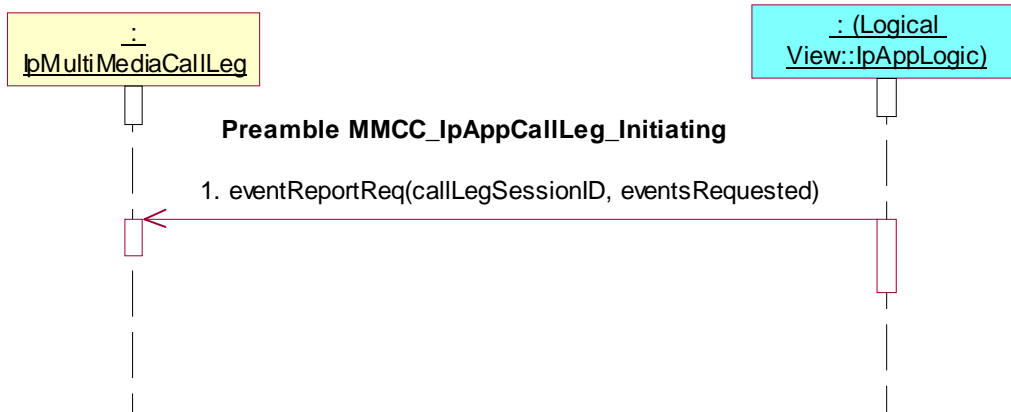 :
IpMultiMediaCallLeg
: (Logical
View::IpAppLogic)
Preamble MMCC_IpAppCallLeg_Initiating
1. eventReportReq(callLegSessionID, eventsRequested)